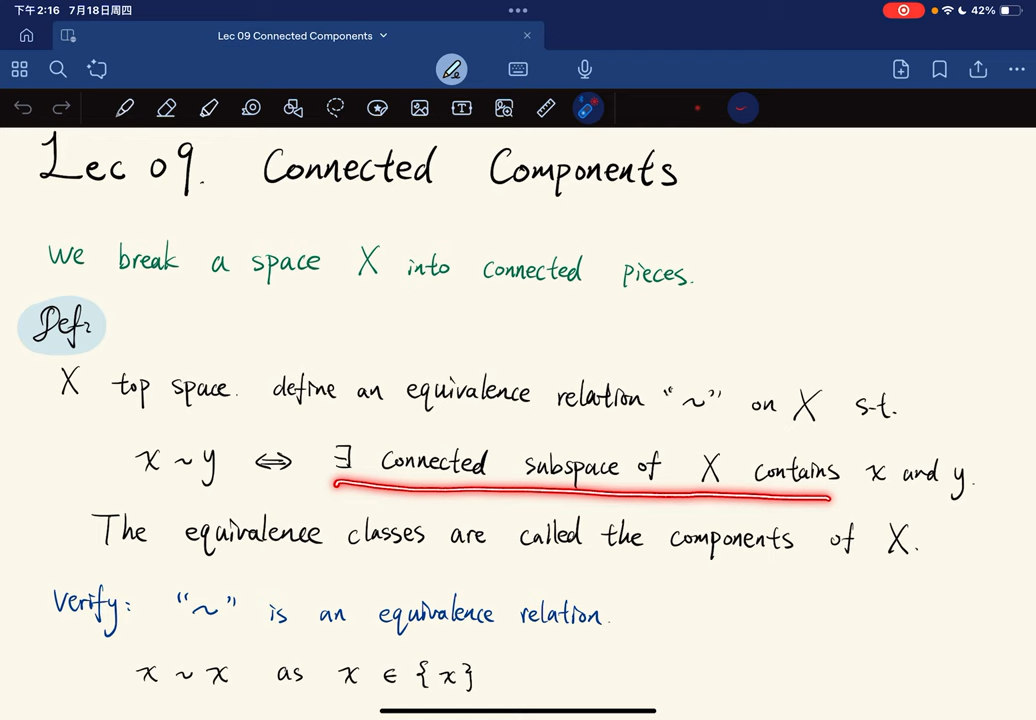 下午2:16 7月18日周四
42%
Lec 09 Connected Components
Lec 09. Connected Components
We break a space X into connected pieces.
Def:
X top space. define an equivalence relation "~" on X s.t.
x ~ y ⇔ ∃ connected subspace of X contains x and y.
The equivalence classes are called the components of X.
Verify: "~" is an equivalence relation.
x ~ x as x ∈ {x}